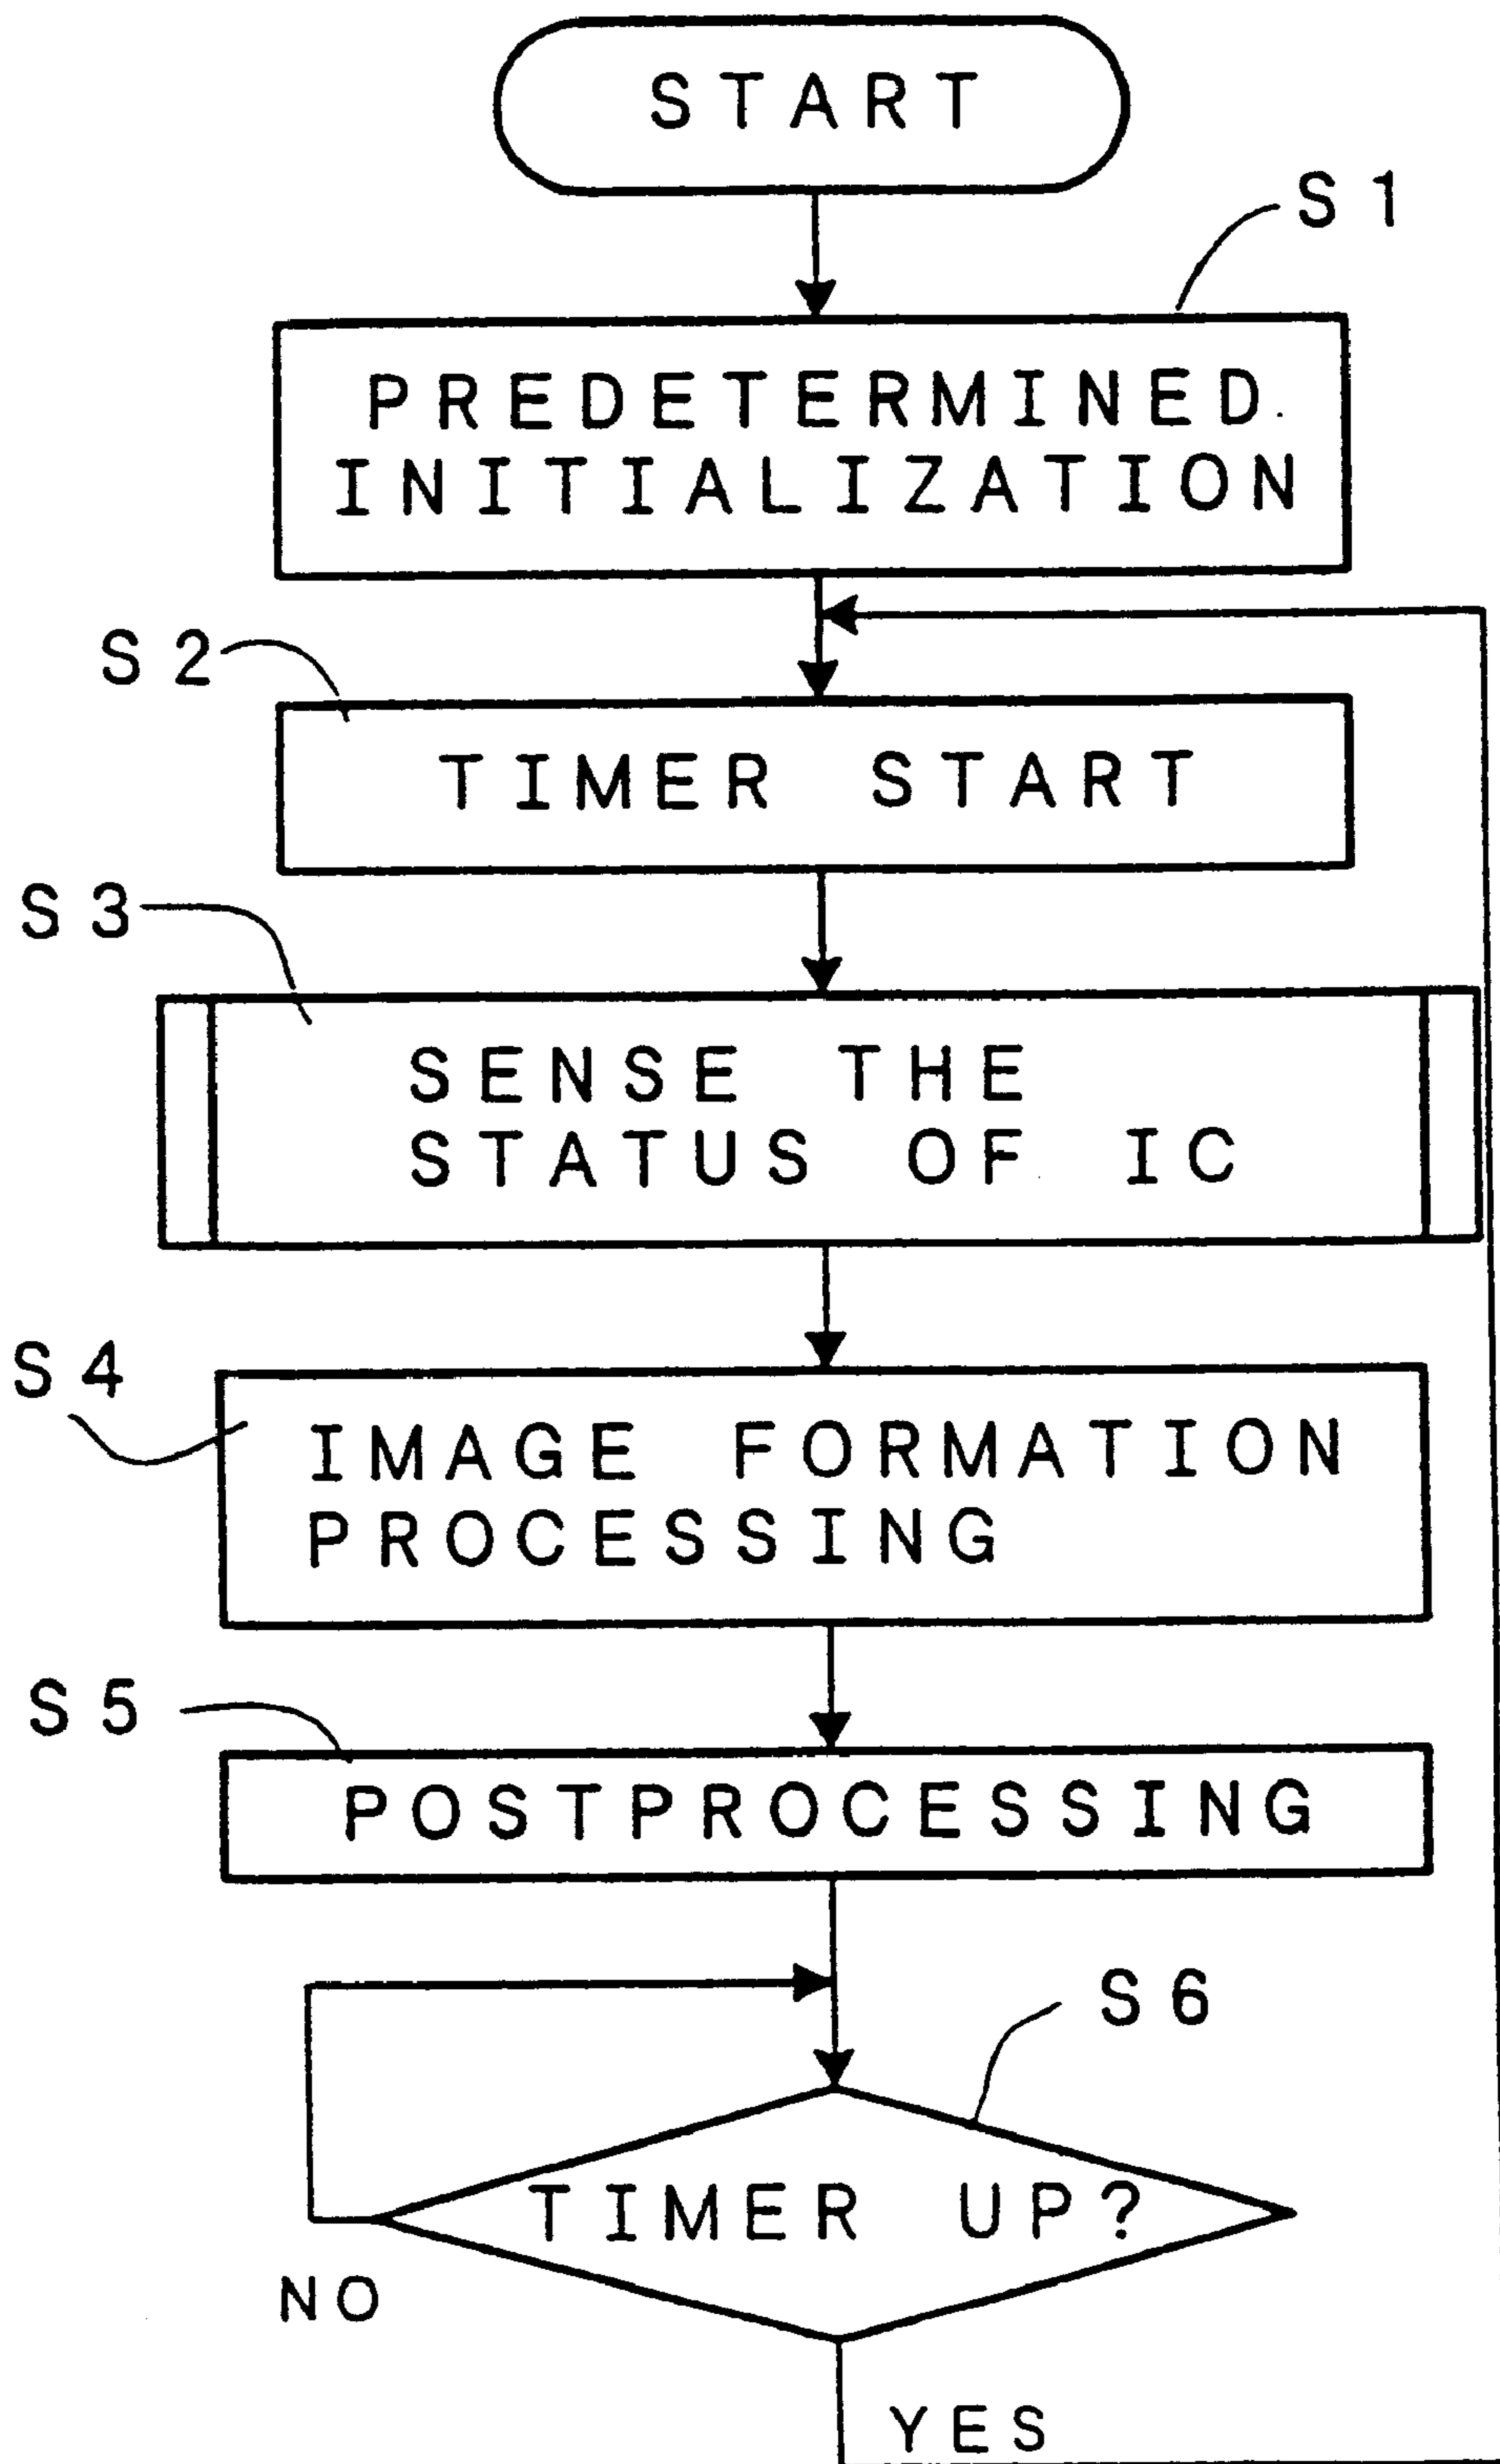 START
S1
PREDETERMINED
INITIALIZATION
S2
TIMER START
S3
SENSE THE
STATUS OF IC
S4
IMAGE FORMATION
PROCESSING
S5
POSTPROCESSING
S6
TIMER UP?
NO
YES